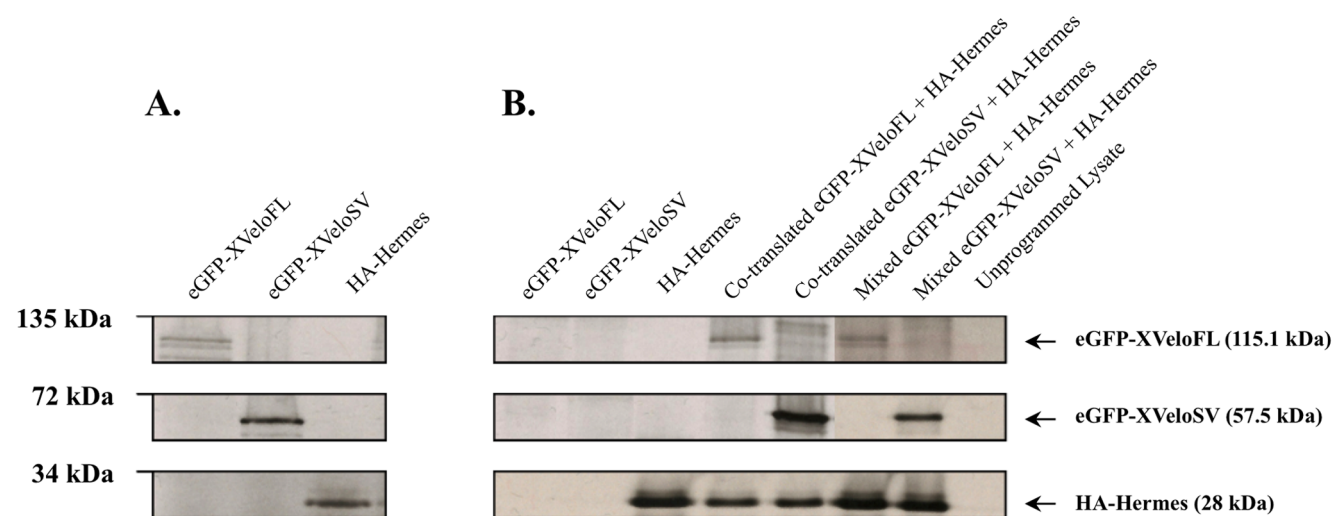 A.
eGFP-XVeloFL
eGFP-XVeloSV
HA-Hermes
B.
eGFP-XVeloFL
eGFP-XVeloSV
HA-Hermes
Co-translated eGFP-XVeloFL + HA-Hermes
Co-translated eGFP-XVeloSV + HA-Hermes
Mixed eGFP-XVeloFL + HA-Hermes
Mixed eGFP-XVeloSV + HA-Hermes
Unprogrammed Lysate
135 kDa
eGFP-XVeloFL (115.1 kDa)
72 kDa
eGFP-XVeloSV (57.5 kDa)
34 kDa
HA-Hermes (28 kDa)